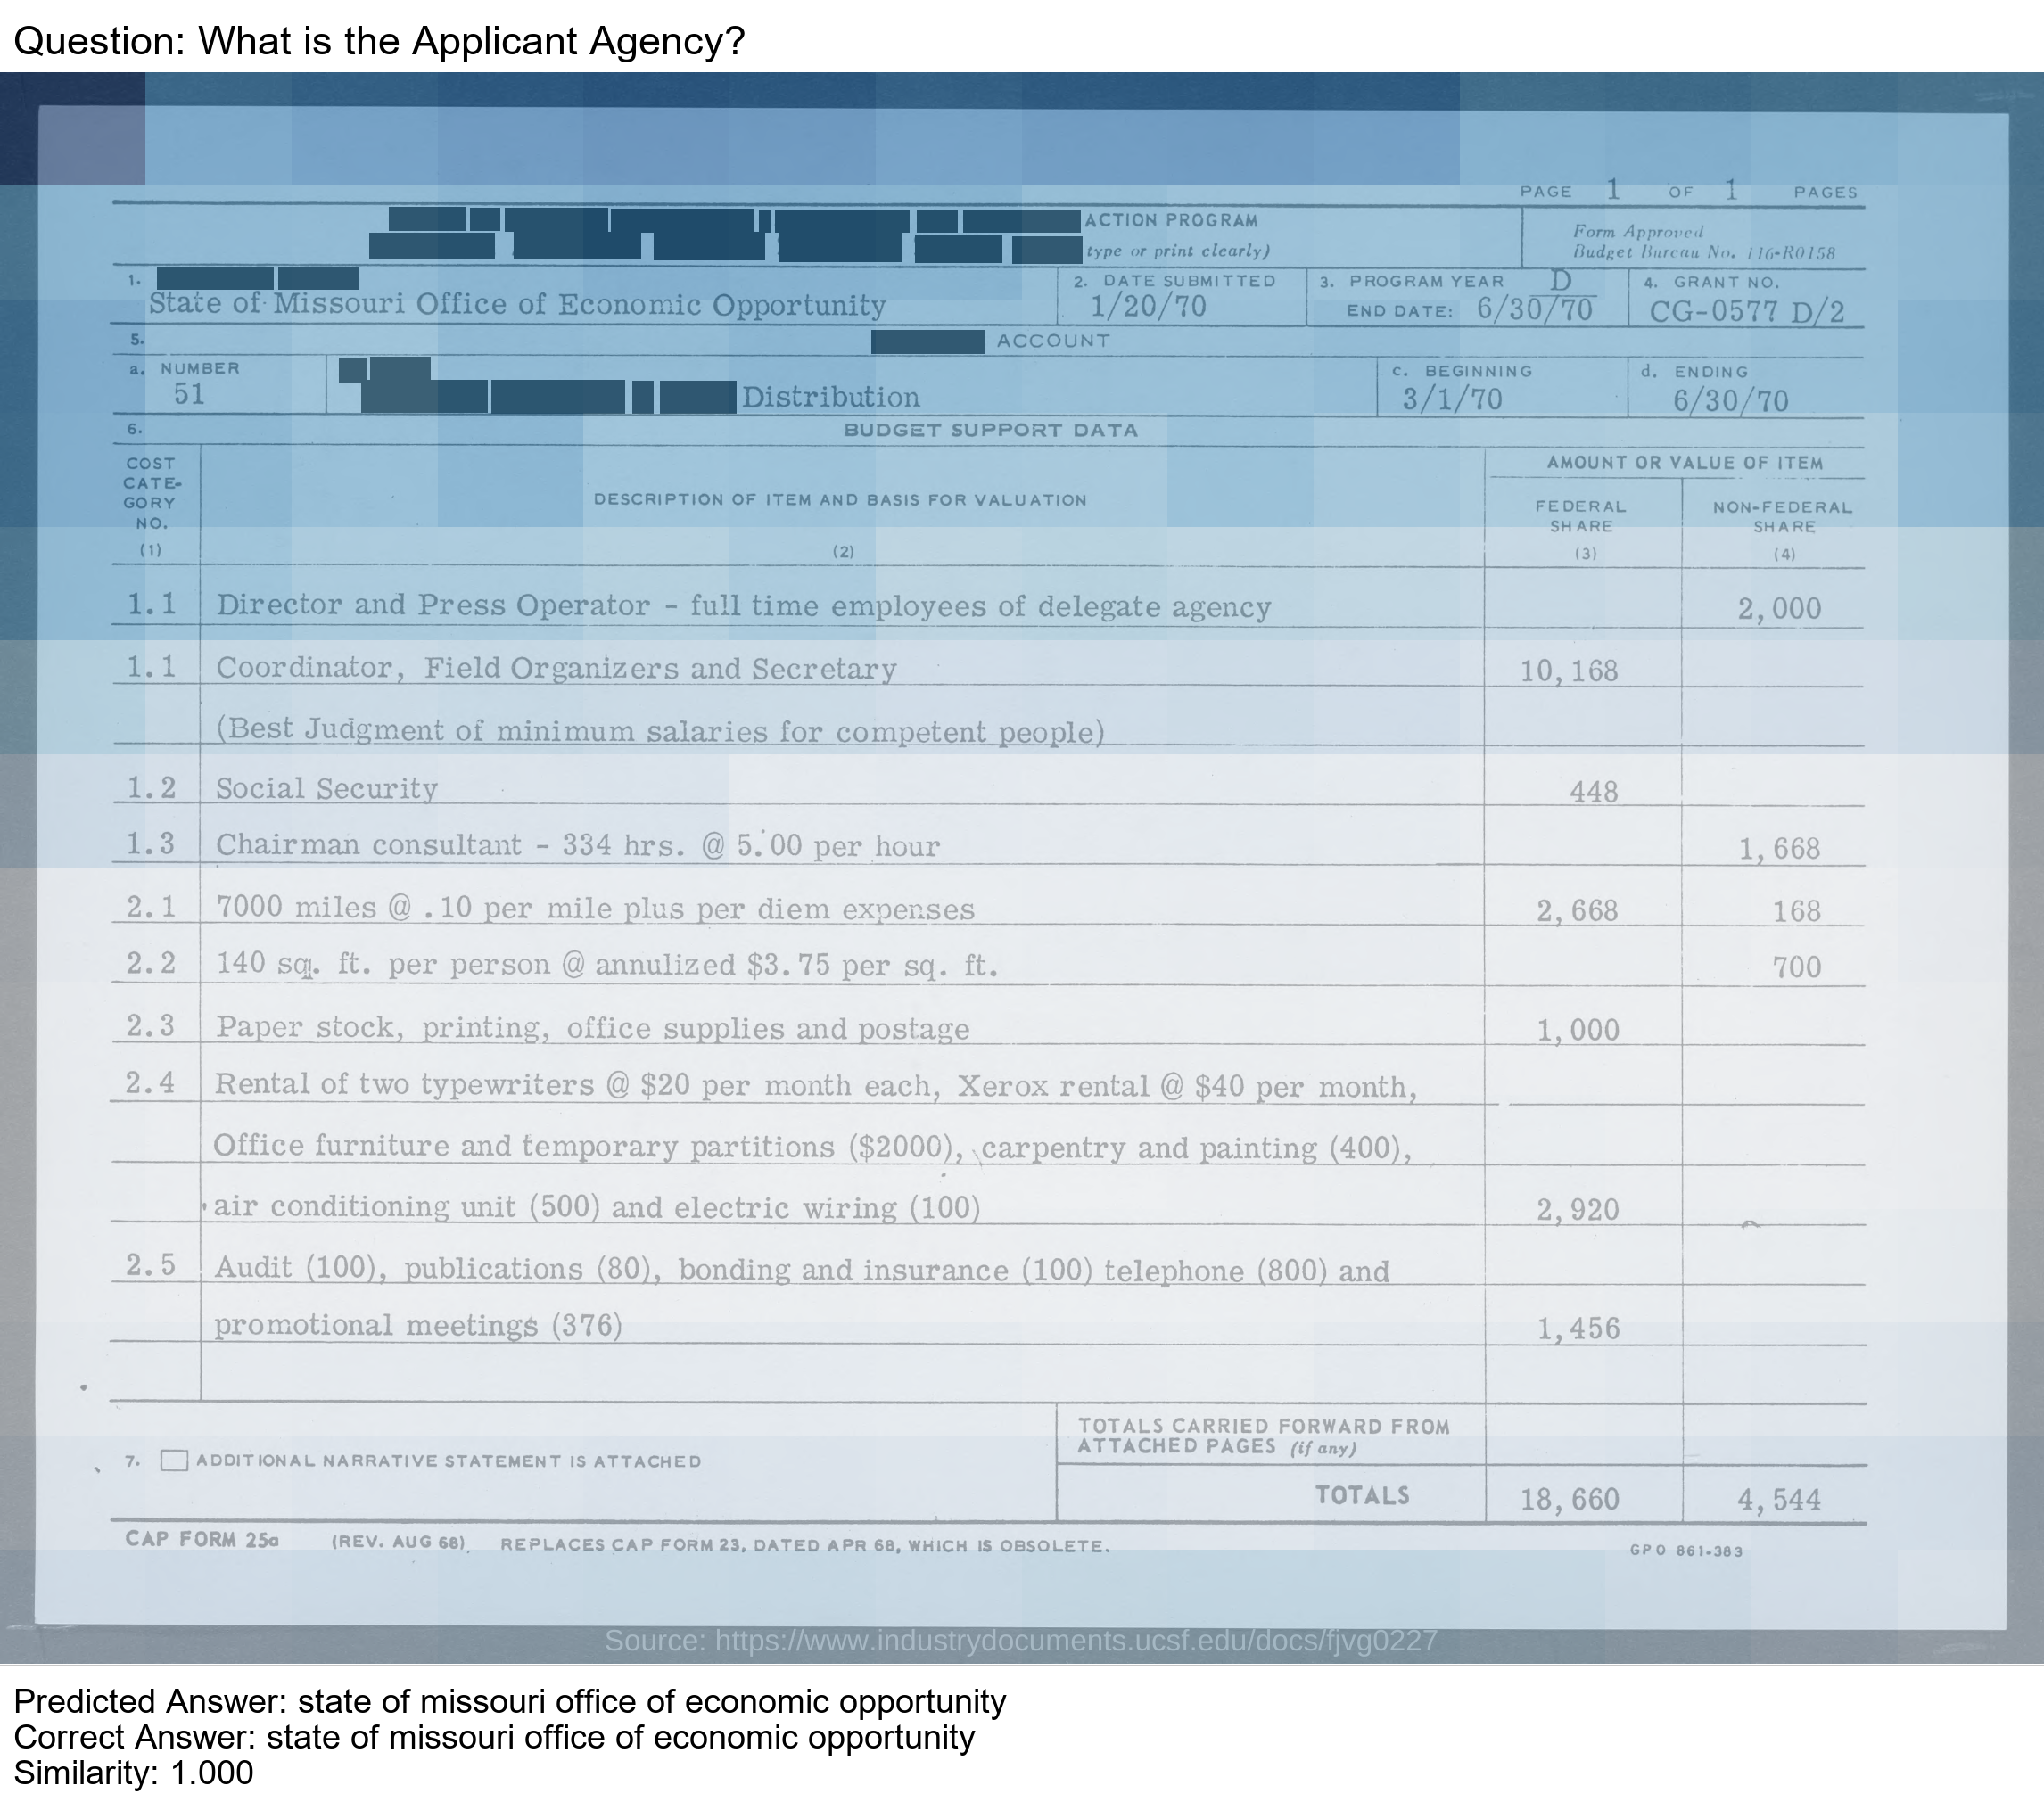 Question: What is the Applicant Agency?
PAGE 1 OF 1 PAGES
ACTION PROGRAM
type or print clearly)
Form Approved
Budget Bureau No. 116-R0158
1.
State of Missouri Office of Economic Opportunity
2. DATE SUBMITTED
1/20/70
3. PROGRAM YEAR D
END DATE: 6/30/70
4. GRANT NO.
CG-0577 D/2
5. ACCOUNT
a. NUMBER
51
Distribution
c. BEGINNING
3/1/70
d. ENDING
6/30/70
6. BUDGET SUPPORT DATA
COST
CATE-
GORY
NO.
(1)
DESCRIPTION OF ITEM AND BASIS FOR VALUATION
(2)
AMOUNT OR VALUE OF ITEM
FEDERAL
SHARE
(3)
NON-FEDERAL
SHARE
(4)
1.1 Director and Press Operator - full time employees of delegate agency 2,000
1.1 Coordinator, Field Organizers and Secretary 10,168
(Best Judgment of minimum salaries for competent people)
1.2 Social Security 448
1.3 Chairman consultant - 334 hrs. @ 5.00 per hour 1,668
2.1 7000 miles @ .10 per mile plus per diem expenses 2,668 168
2.2 140 sq. ft. per person @ annulized $3.75 per sq. ft. 700
2.3 Paper stock, printing, office supplies and postage 1,000
2.4 Rental of two typewriters @ $20 per month each, Xerox rental @ $40 per month,
Office furniture and temporary partitions ($2000), carpentry and painting (400),
air conditioning unit (500) and electric wiring (100) 2,920
2.5 Audit (100), publications (80), bonding and insurance (100) telephone (800) and
promotional meetings (376) 1,456
TOTALS CARRIED FORWARD FROM
ATTACHED PAGES (if any)
7. ADDITIONAL NARRATIVE STATEMENT IS ATTACHED
TOTALS 18,660 4,544
CAP FORM 25a (REV. AUG 68) REPLACES CAP FORM 23, DATED APR 68, WHICH IS OBSOLETE.
GPO 861-383
Source: https://www.industrydocuments.ucsf.edu/docs/fjvg0227
Predicted Answer: state of missouri office of economic opportunity
Correct Answer: state of missouri office of economic opportunity
Similarity: 1.000